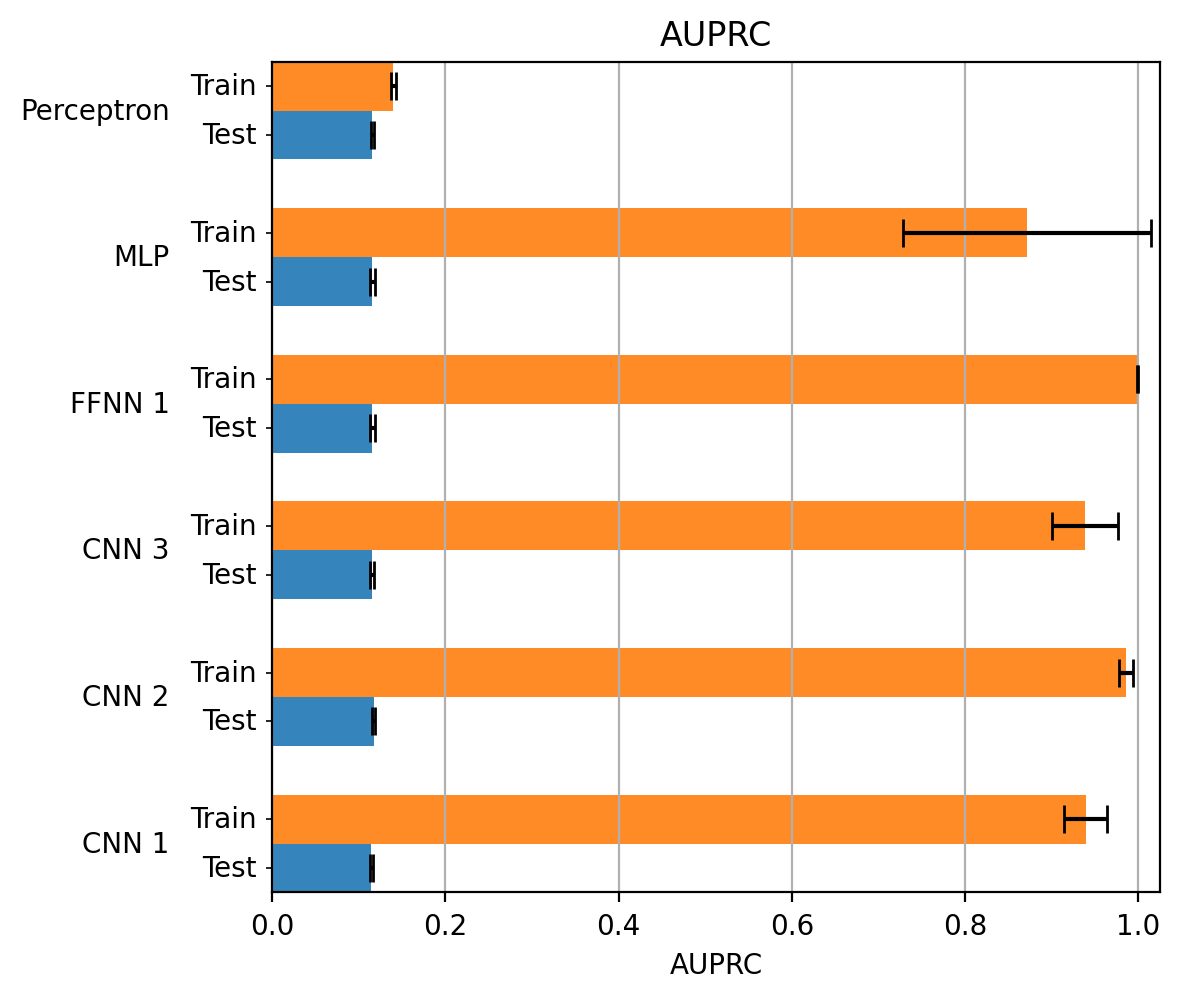 AUPRC
Train
Perceptron
Test
Train
MLP
Test
Train
FFNN 1
Test
Train
CNN 3
Test
Train
CNN 2
Test
Train
CNN 1
Test
0.0 0.2 0.4 0.6 0.8 1.0
AUPRC